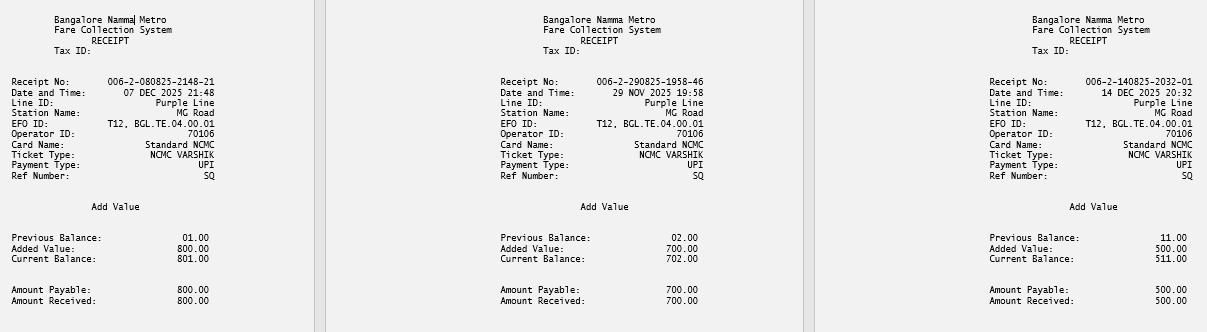 Bangalore Namma Metro
Fare Collection System
RECEIPT
Tax ID:
Receipt No: 006-2-080825-2148-21
Date and Time: 07 DEC 2025 21:48
Line ID: Purple Line
Station Name: MG Road
EFO ID: T12, BGL.TE.04.00.01
Operator ID: 70106
Card Name: Standard NCMC
Ticket Type: NCMC VARSHIK
Payment Type: UPI
Ref Number: SQ
Add Value
Previous Balance: 01.00
Added Value: 800.00
Current Balance: 801.00
Amount Payable: 800.00
Amount Received: 800.00
Bangalore Namma Metro
Fare Collection System
RECEIPT
Tax ID:
Receipt No: 006-2-290825-1958-46
Date and Time: 29 NOV 2025 19:58
Line ID: Purple Line
Station Name: MG Road
EFO ID: T12, BGL.TE.04.00.01
Operator ID: 70106
Card Name: Standard NCMC
Ticket Type: NCMC VARSHIK
Payment Type: UPI
Ref Number: SQ
Add Value
Previous Balance: 02.00
Added Value: 700.00
Current Balance: 702.00
Amount Payable: 700.00
Amount Received: 700.00
Bangalore Namma Metro
Fare Collection System
RECEIPT
Tax ID:
Receipt No: 006-2-140825-2032-01
Date and Time: 14 DEC 2025 20:32
Line ID: Purple Line
Station Name: MG Road
EFO ID: T12, BGL.TE.04.00.01
Operator ID: 70106
Card Name: Standard NCMC
Ticket Type: NCMC VARSHIK
Payment Type: UPI
Ref Number: SQ
Add Value
Previous Balance: 11.00
Added Value: 500.00
Current Balance: 511.00
Amount Payable: 500.00
Amount Received: 500.00